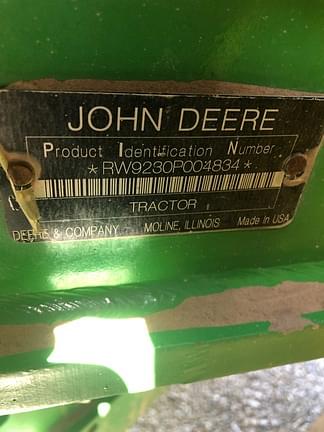 JOHN DEERE
Product Identification Number
*RW9230P004834*
TRACTOR
DEERE & COMPANY MOLINE, ILLINOIS Made In USA